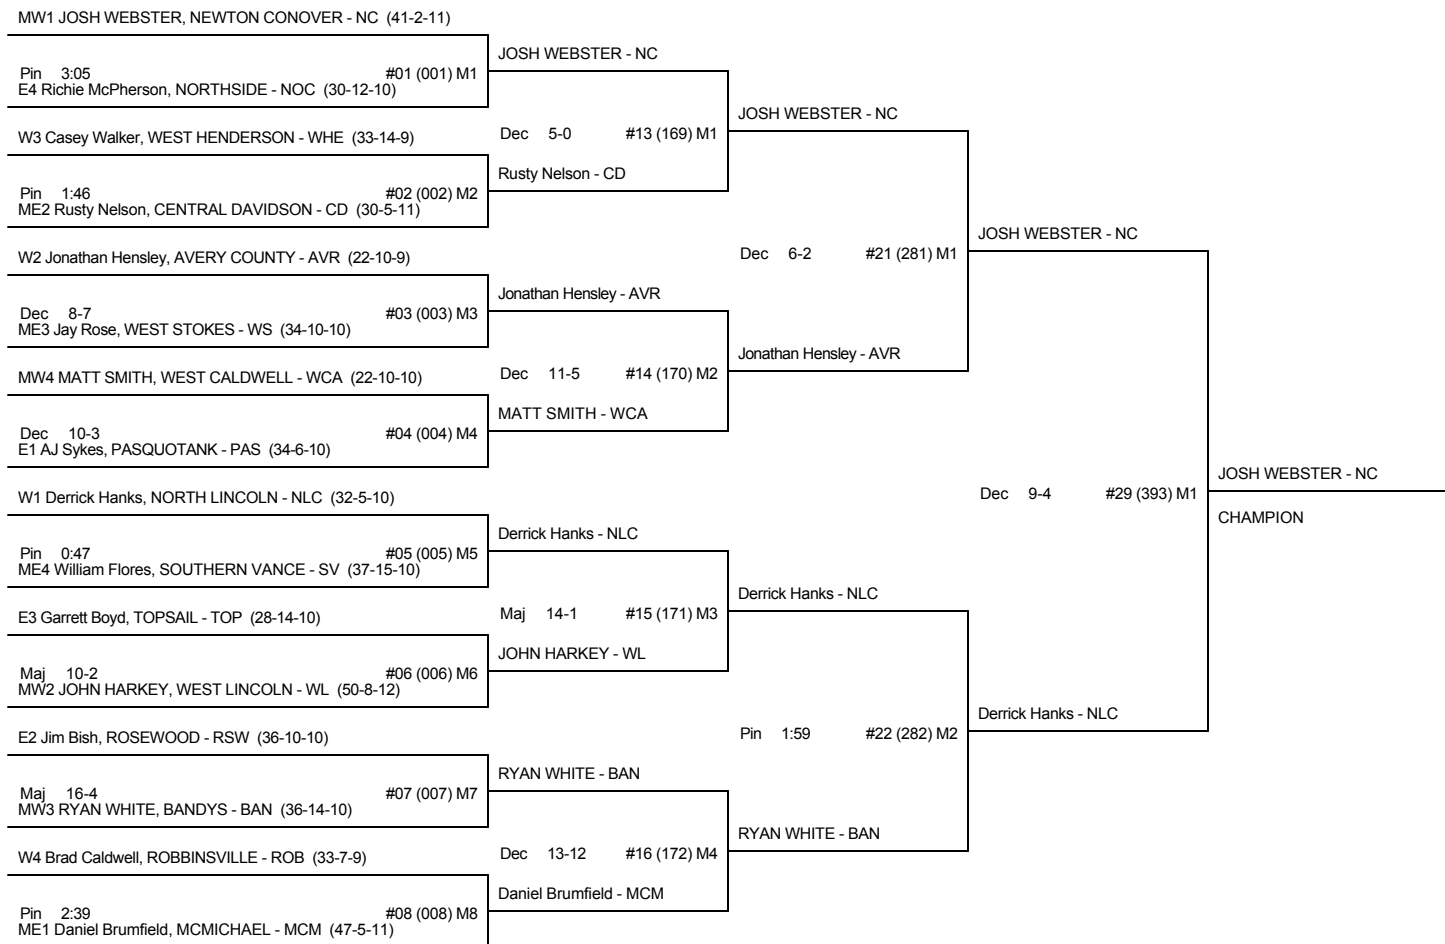 MW1 JOSH WEBSTER, NEWTON CONOVER - NC (41-2-11)
JOSH WEBSTER - NC
Pin 3:05 #01 (001) M1
E4 Richie McPherson, NORTHSIDE - NOC (30-12-10)
JOSH WEBSTER - NC
W3 Casey Walker, WEST HENDERSON - WHE (33-14-9)
Dec 5-0 #13 (169) M1
Rusty Nelson - CD
Pin 1:46 #02 (002) M2
ME2 Rusty Nelson, CENTRAL DAVIDSON - CD (30-5-11)
JOSH WEBSTER - NC
W2 Jonathan Hensley, AVERY COUNTY - AVR (22-10-9)
Dec 6-2 #21 (281) M1
Jonathan Hensley - AVR
Dec 8-7 #03 (003) M3
ME3 Jay Rose, WEST STOKES - WS (34-10-10)
Jonathan Hensley - AVR
MW4 MATT SMITH, WEST CALDWELL - WCA (22-10-10)
Dec 11-5 #14 (170) M2
MATT SMITH - WCA
Dec 10-3 #04 (004) M4
E1 AJ Sykes, PASQUOTANK - PAS (34-6-10)
JOSH WEBSTER - NC
W1 Derrick Hanks, NORTH LINCOLN - NLC (32-5-10)
Dec 9-4 #29 (393) M1
CHAMPION
Derrick Hanks - NLC
Pin 0:47 #05 (005) M5
ME4 William Flores, SOUTHERN VANCE - SV (37-15-10)
Derrick Hanks - NLC
E3 Garrett Boyd, TOPSAIL - TOP (28-14-10)
Maj 14-1 #15 (171) M3
JOHN HARKEY - WL
Maj 10-2 #06 (006) M6
MW2 JOHN HARKEY, WEST LINCOLN - WL (50-8-12)
Derrick Hanks - NLC
E2 Jim Bish, ROSEWOOD - RSW (36-10-10)
Pin 1:59 #22 (282) M2
RYAN WHITE - BAN
Maj 16-4 #07 (007) M7
MW3 RYAN WHITE, BANDYS - BAN (36-14-10)
RYAN WHITE - BAN
W4 Brad Caldwell, ROBBINSVILLE - ROB (33-7-9)
Dec 13-12 #16 (172) M4
Daniel Brumfield - MCM
Pin 2:39 #08 (008) M8
ME1 Daniel Brumfield, MCMICHAEL - MCM (47-5-11)